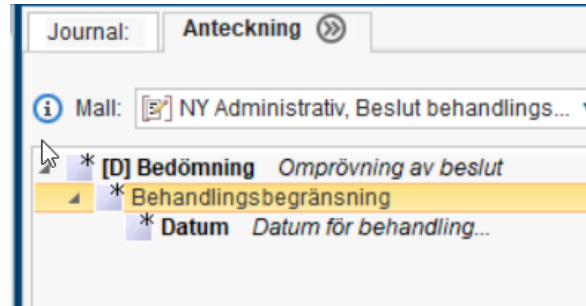 Journal: Anteckning
Mall: NY Administrativ, Beslut behandlings...
* [D] Bedömning Omprövning av beslut
* Behandlingsbegränsning
* Datum Datum för behandling...